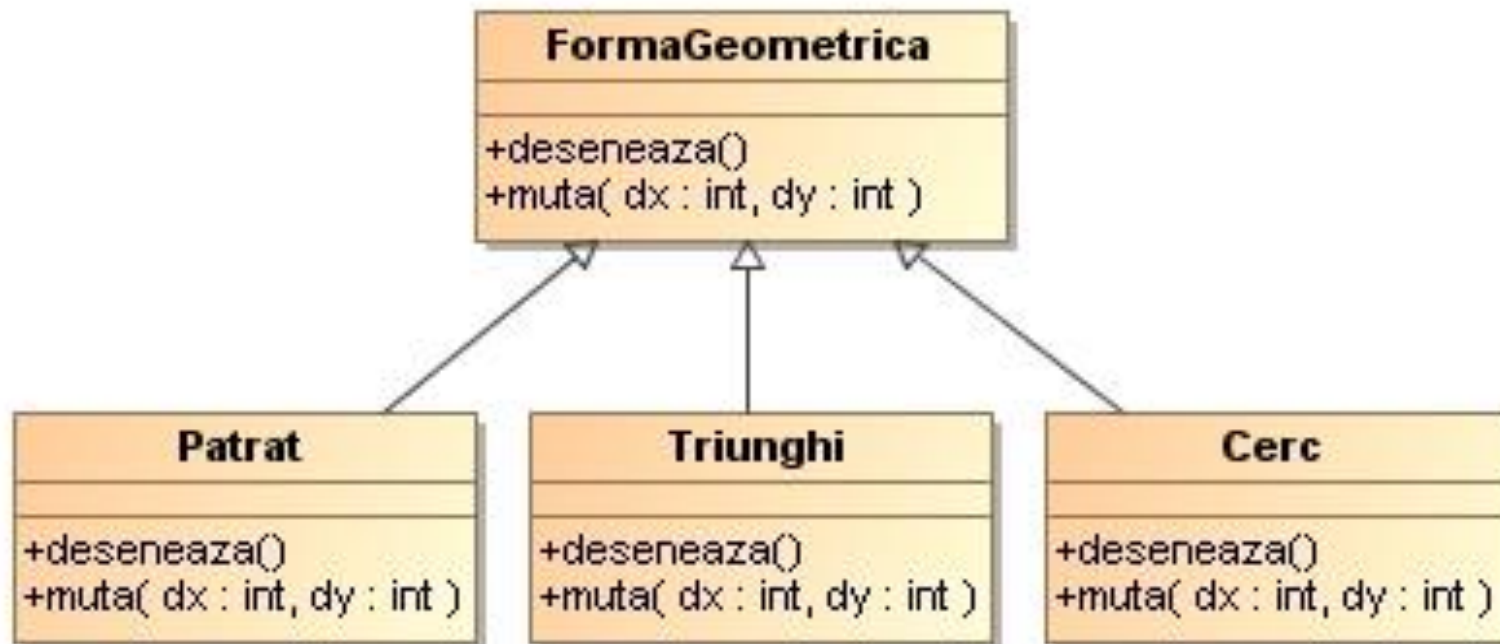 FormaGeometrica
+deseneaza()
+muta( dx : int, dy : int )
Patrat
+deseneaza()
+muta( dx : int, dy : int )
Triunghi
+deseneaza()
+muta( dx : int, dy : int )
Cerc
+deseneaza()
+muta( dx : int, dy : int )